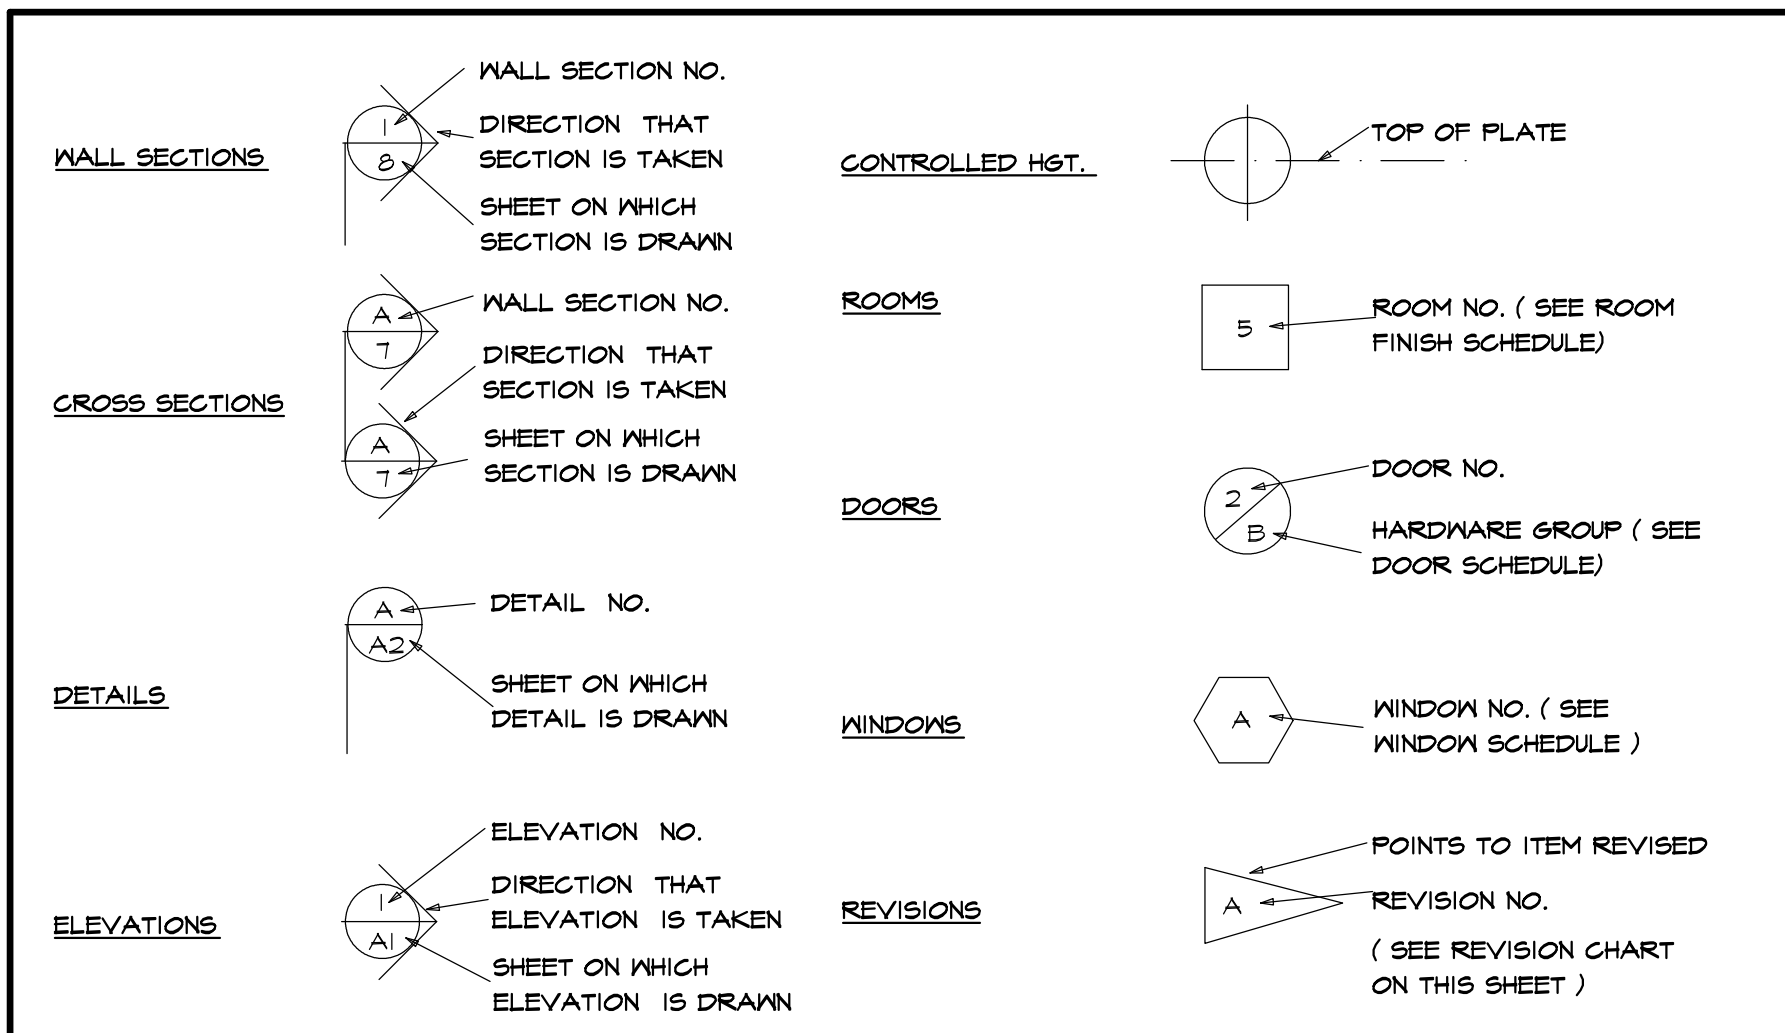 WALL SECTIONS
1
8
WALL SECTION NO.
DIRECTION THAT
SECTION IS TAKEN
SHEET ON WHICH
SECTION IS DRAWN
CROSS SECTIONS
A
7
A
7
WALL SECTION NO.
DIRECTION THAT
SECTION IS TAKEN
SHEET ON WHICH
SECTION IS DRAWN
DETAILS
A
A2
DETAIL NO.
SHEET ON WHICH
DETAIL IS DRAWN
ELEVATIONS
1
A1
ELEVATION NO.
DIRECTION THAT
ELEVATION IS TAKEN
SHEET ON WHICH
ELEVATION IS DRAWN
CONTROLLED HGT.
TOP OF PLATE
ROOMS
5
ROOM NO. ( SEE ROOM
FINISH SCHEDULE)
DOORS
2
B
DOOR NO.
HARDWARE GROUP ( SEE
DOOR SCHEDULE)
WINDOWS
A
WINDOW NO. ( SEE
WINDOW SCHEDULE )
REVISIONS
A
POINTS TO ITEM REVISED
REVISION NO.
( SEE REVISION CHART
ON THIS SHEET )